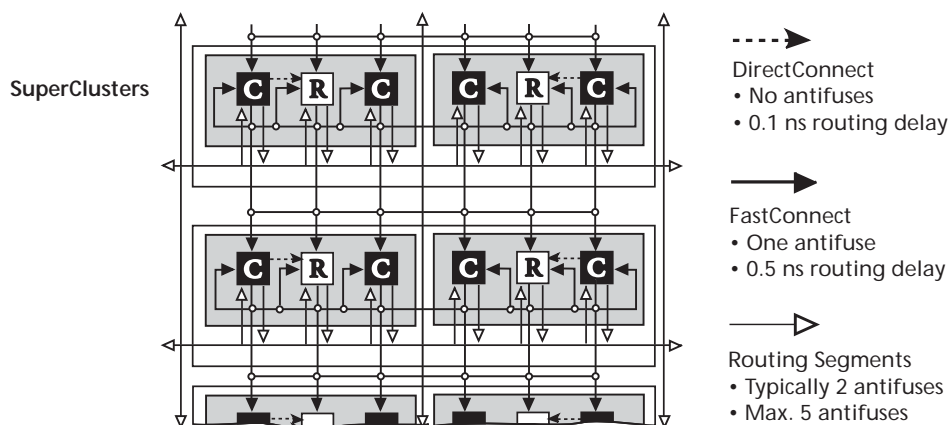 SuperClusters
C R C C R C
C R C C R C
DirectConnect
• No antifuses
• 0.1 ns routing delay
FastConnect
• One antifuse
• 0.5 ns routing delay
Routing Segments
• Typically 2 antifuses
• Max. 5 antifuses